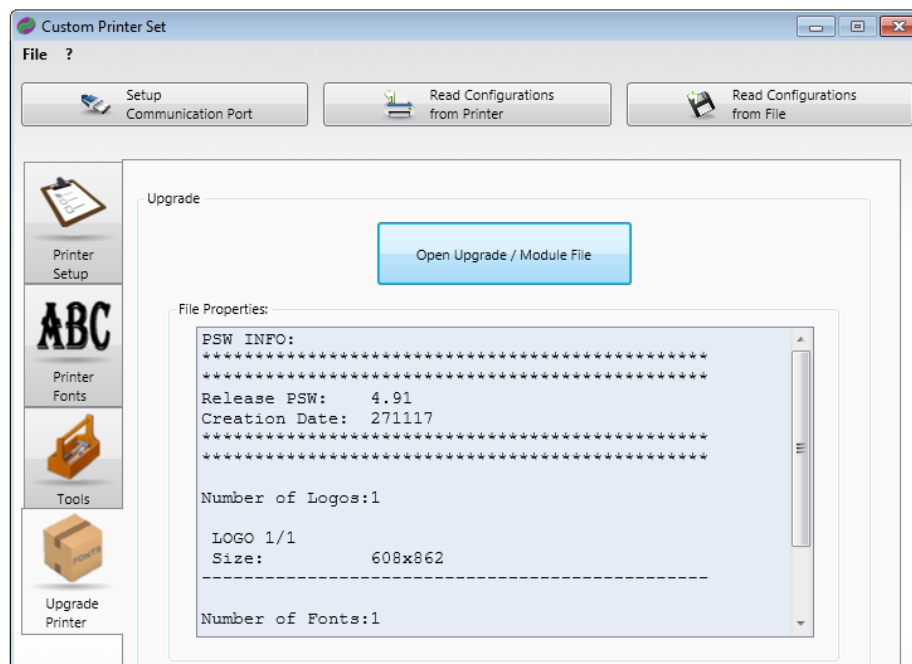 Custom Printer Set
File ?
Setup
Communication Port
Read Configurations
from Printer
Read Configurations
from File
Printer
Setup
ABC
Printer
Fonts
Tools
FONTS
Upgrade
Printer
Upgrade
Open Upgrade / Module File
File Properties:
PSW INFO:
************************************************
************************************************
Release PSW: 4.91
Creation Date: 271117
************************************************
************************************************
Number of Logos:1
LOGO 1/1
Size: 608x862
------------------------------------------------
Number of Fonts:1